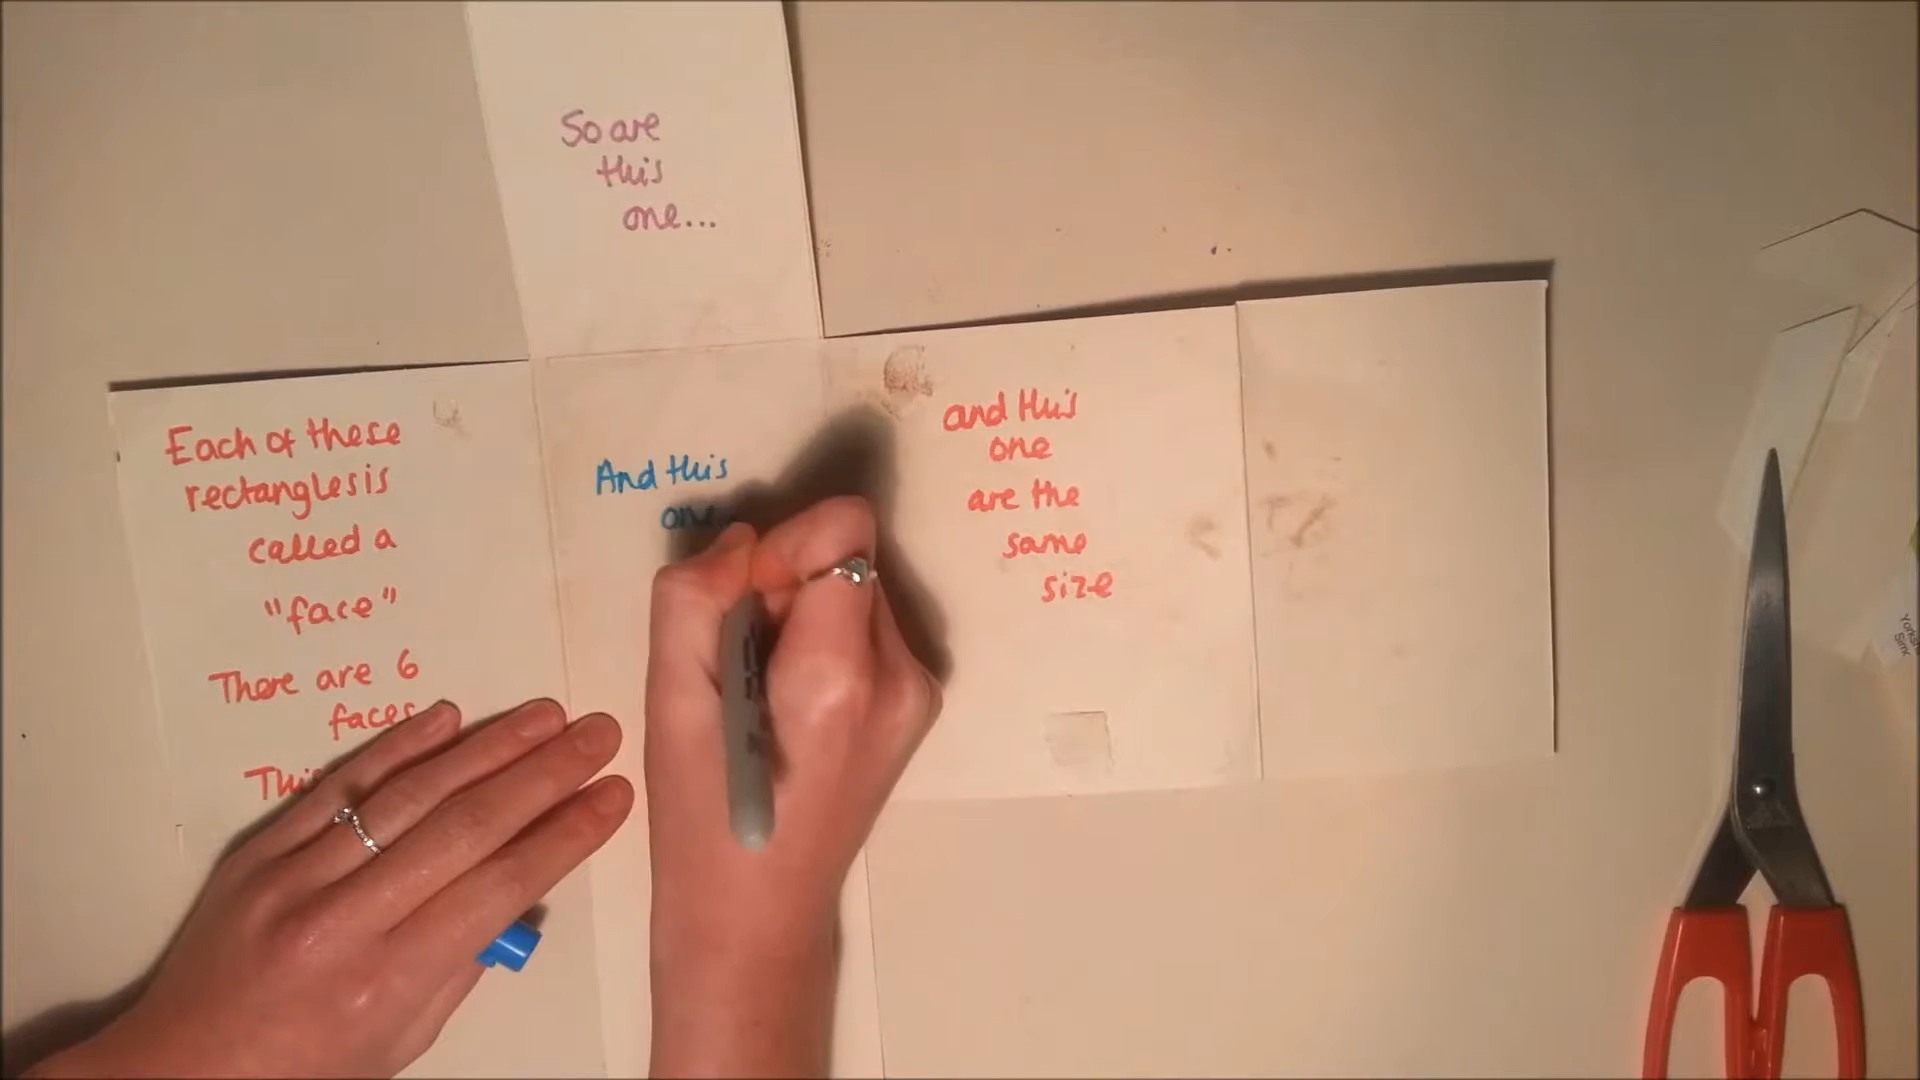 So are
this
one...
Each of these
rectangles is
called a
"face"
There are 6
faces
This
And this
one
and this
one
are the
same
size